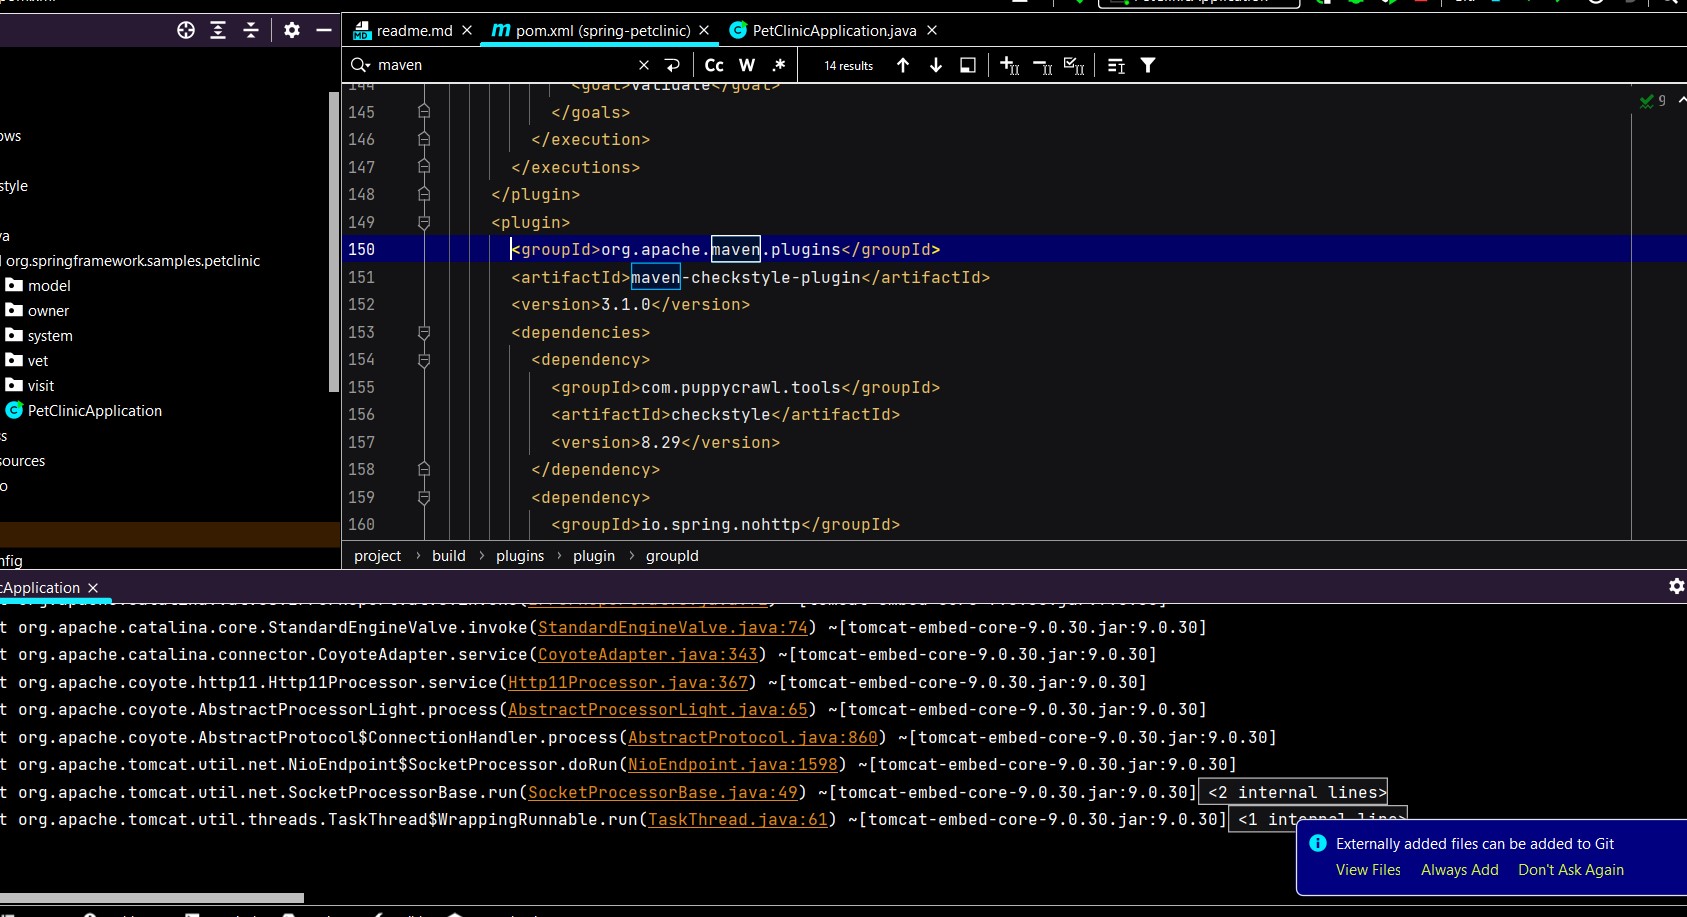 readme.md
pom.xml (spring-petclinic)
PetClinicApplication.java
maven
Cc W .*
14 results
9
ows
style
va
org.springframework.samples.petclinic
model
owner
system
vet
visit
PetClinicApplication
ss
sources
o
nfig
144 <goal>validate</goal>
145 </goals>
146 </execution>
147 </executions>
148 </plugin>
149 <plugin>
150 <groupId>org.apache.maven.plugins</groupId>
151 <artifactId>maven-checkstyle-plugin</artifactId>
152 <version>3.1.0</version>
153 <dependencies>
154 <dependency>
155 <groupId>com.puppycrawl.tools</groupId>
156 <artifactId>checkstyle</artifactId>
157 <version>8.29</version>
158 </dependency>
159 <dependency>
160 <groupId>io.spring.nohttp</groupId>
project › build › plugins › plugin › groupId
cApplication
t org.apache.catalina.core.StandardEngineValve.invoke(StandardEngineValve.java:74) ~[tomcat-embed-core-9.0.30.jar:9.0.30]
t org.apache.catalina.connector.CoyoteAdapter.service(CoyoteAdapter.java:343) ~[tomcat-embed-core-9.0.30.jar:9.0.30]
t org.apache.coyote.http11.Http11Processor.service(Http11Processor.java:367) ~[tomcat-embed-core-9.0.30.jar:9.0.30]
t org.apache.coyote.AbstractProcessorLight.process(AbstractProcessorLight.java:65) ~[tomcat-embed-core-9.0.30.jar:9.0.30]
t org.apache.coyote.AbstractProtocol$ConnectionHandler.process(AbstractProtocol.java:860) ~[tomcat-embed-core-9.0.30.jar:9.0.30]
t org.apache.tomcat.util.net.NioEndpoint$SocketProcessor.doRun(NioEndpoint.java:1598) ~[tomcat-embed-core-9.0.30.jar:9.0.30]
t org.apache.tomcat.util.net.SocketProcessorBase.run(SocketProcessorBase.java:49) ~[tomcat-embed-core-9.0.30.jar:9.0.30] <2 internal lines>
t org.apache.tomcat.util.threads.TaskThread$WrappingRunnable.run(TaskThread.java:61) ~[tomcat-embed-core-9.0.30.jar:9.0.30] <1 internal line>
Externally added files can be added to Git
View Files Always Add Don't Ask Again